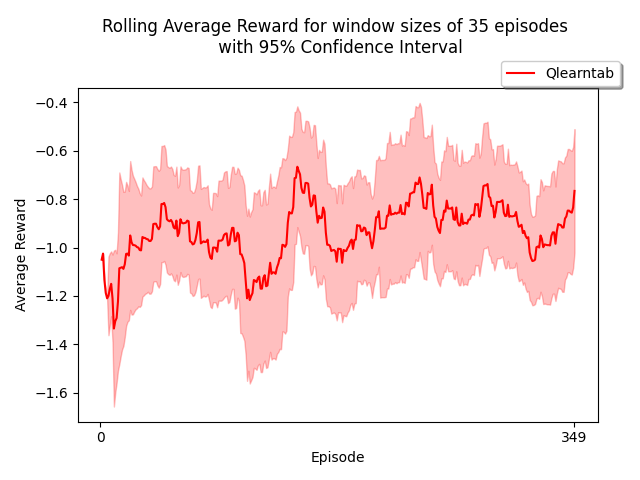 Rolling Average Reward for window sizes of 35 episodes
with 95% Confidence Interval
Qlearntab
Average Reward
−0.4
−0.6
−0.8
−1.0
−1.2
−1.4
−1.6
0
349
Episode